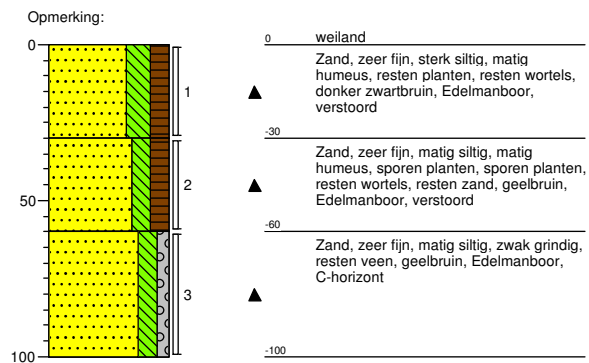 Opmerking:
0
0 weiland
Zand, zeer fijn, sterk siltig, matig
humeus, resten planten, resten wortels,
donker zwartbruin, Edelmanboor,
verstoord
1
-30
Zand, zeer fijn, matig siltig, matig
humeus, sporen planten, sporen planten,
resten wortels, resten zand, geelbruin,
Edelmanboor, verstoord
2
50
-60
Zand, zeer fijn, matig siltig, zwak grindig,
resten veen, geelbruin, Edelmanboor,
C-horizont
3
100
-100